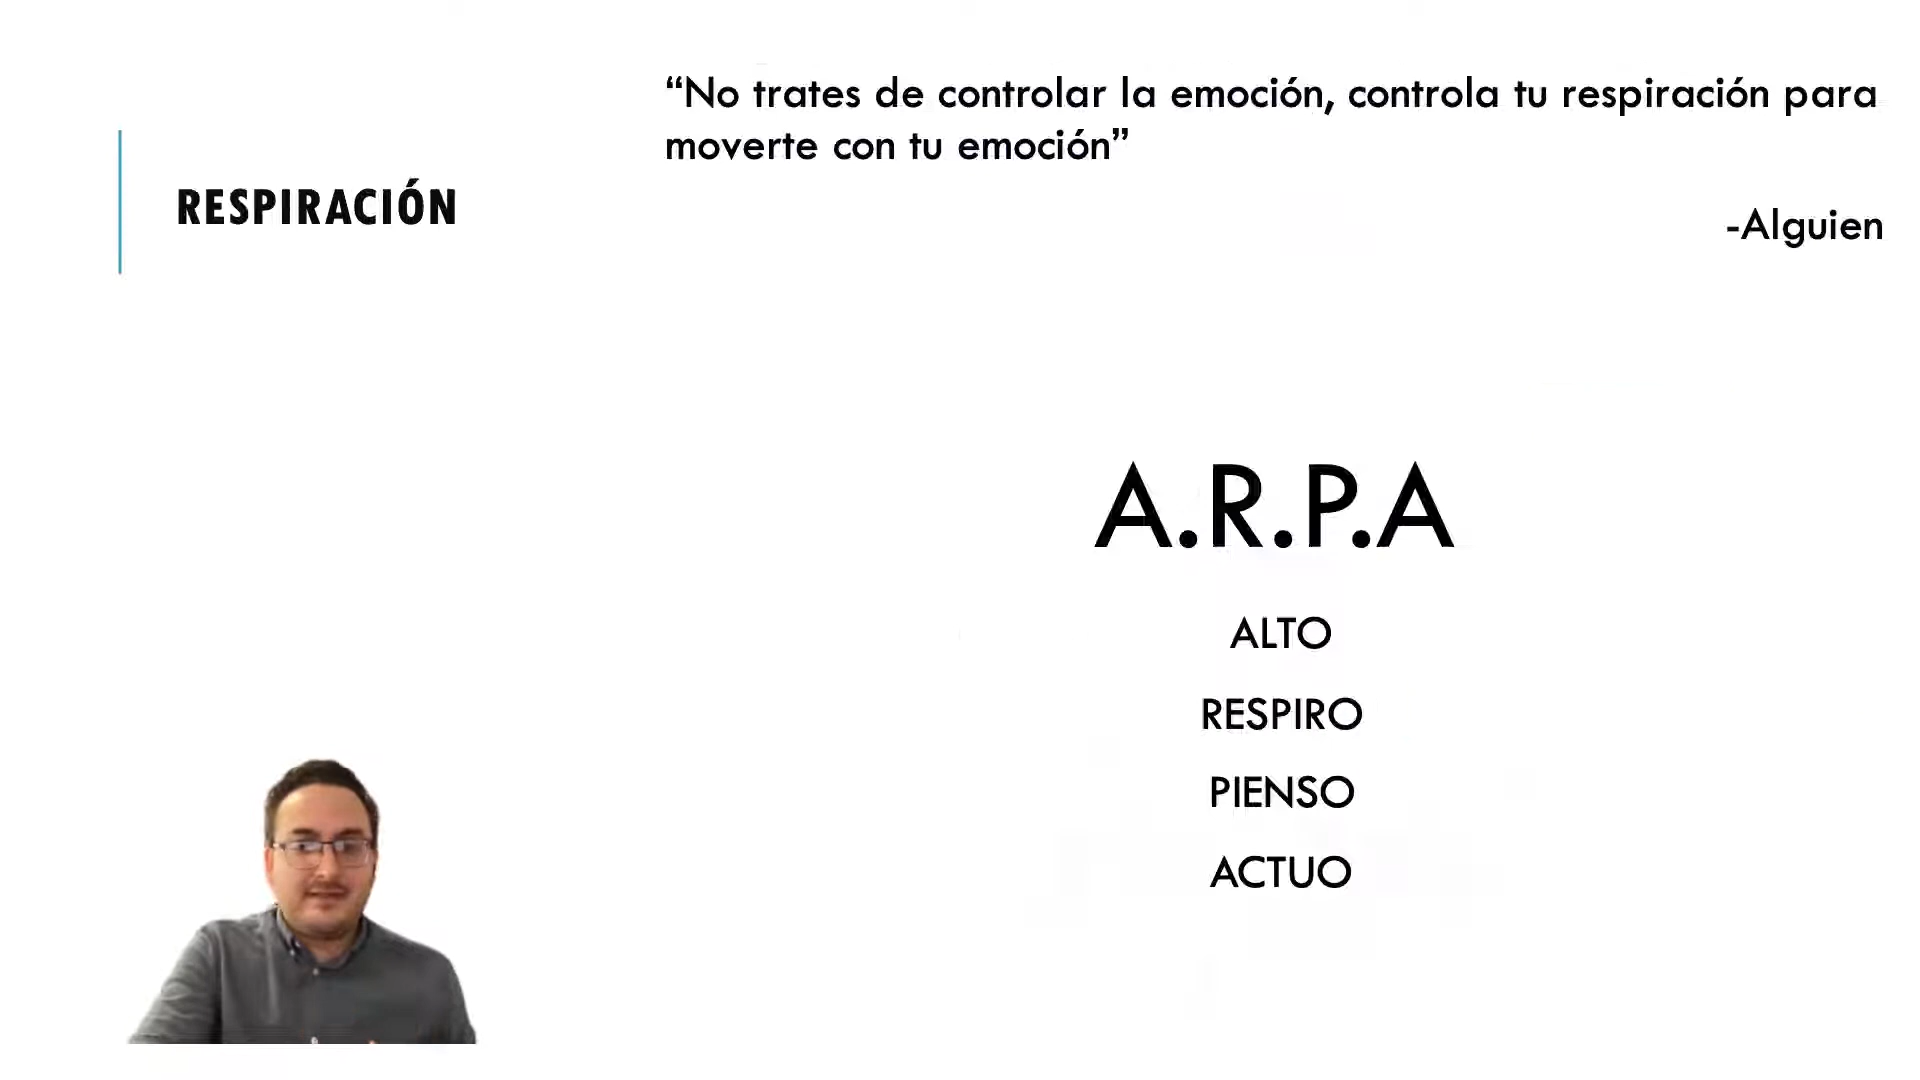 RESPIRACIÓN
“No trates de controlar la emoción, controla tu respiración para
moverte con tu emoción”
-Alguien
A.R.P.A
ALTO
RESPIRO
PIENSO
ACTUO